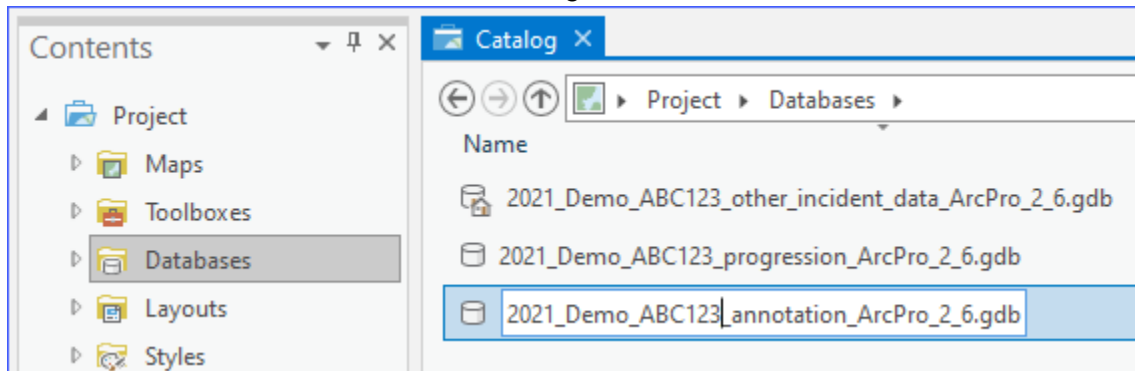 Contents
Project
Maps
Toolboxes
Databases
Layouts
Styles
Catalog
Project Databases
Name
2021_Demo_ABC123_other_incident_data_ArcPro_2_6.gdb
2021_Demo_ABC123_progression_ArcPro_2_6.gdb
2021_Demo_ABC123_annotation_ArcPro_2_6.gdb